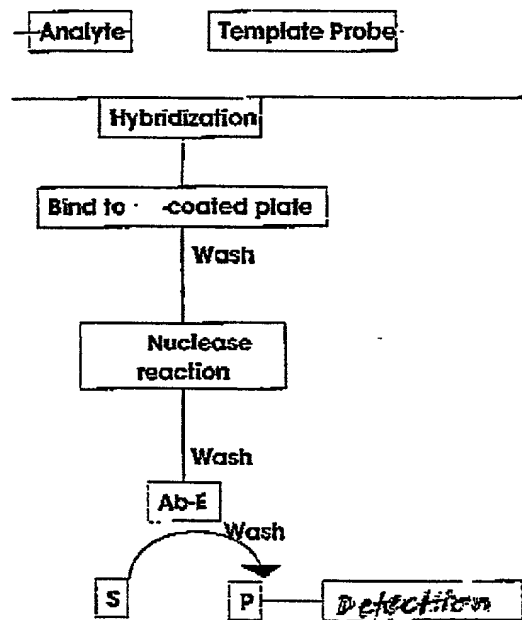 Analyte
Template Probe
Hybridization
Bind to -coated plate
Wash
Nuclease
reaction
Wash
Ab-E
Wash
S
P
Detection